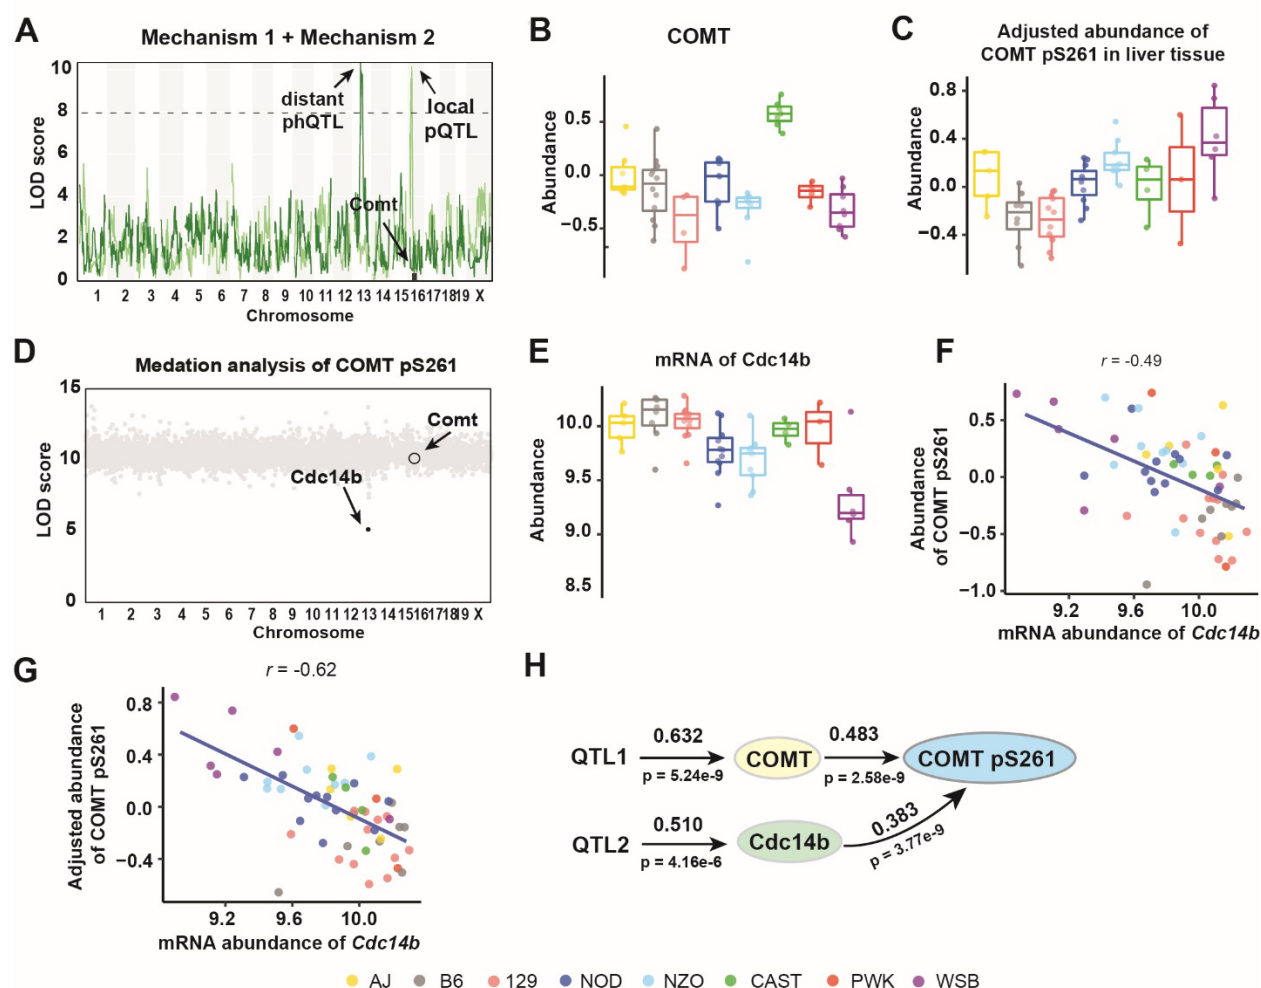 A
Mechanism 1 + Mechanism 2
LOD score
10
8
6
4
2
0
distant
phQTL
local
pQTL
Comt
1 2 3 4 5 6 7 8 9 10 11 12 13 14 15 16 17 18 19 X
Chromosome
B
COMT
Abundance
0.5
0.0
−0.5
C
Adjusted abundance of
COMT pS261 in liver tissue
Abundance
0.8
0.4
0.0
−0.4
D
Medation analysis of COMT pS261
LOD score
15
10
5
0
Comt
Cdc14b
1 2 3 4 5 6 7 8 9 10 11 12 13 14 15 16 17 18 19 X
Chromosome
E
mRNA of Cdc14b
Abundance
10.0
9.5
9.0
8.5
F
r = -0.49
Abundance
of COMT pS261
0.5
0.0
−0.5
−1.0
9.2 9.6 10.0
mRNA abundance of Cdc14b
G
r = -0.62
Adjusted abundance
of COMT pS261
0.8
0.4
0.0
−0.4
9.2 9.6 10.0
mRNA abundance of Cdc14b
H
QTL1
0.632
p = 5.24e-9
COMT
0.483
p = 2.58e-9
COMT pS261
QTL2
0.510
p = 4.16e-6
Cdc14b
0.383
p = 3.77e-9
AJ B6 129 NOD NZO CAST PWK WSB